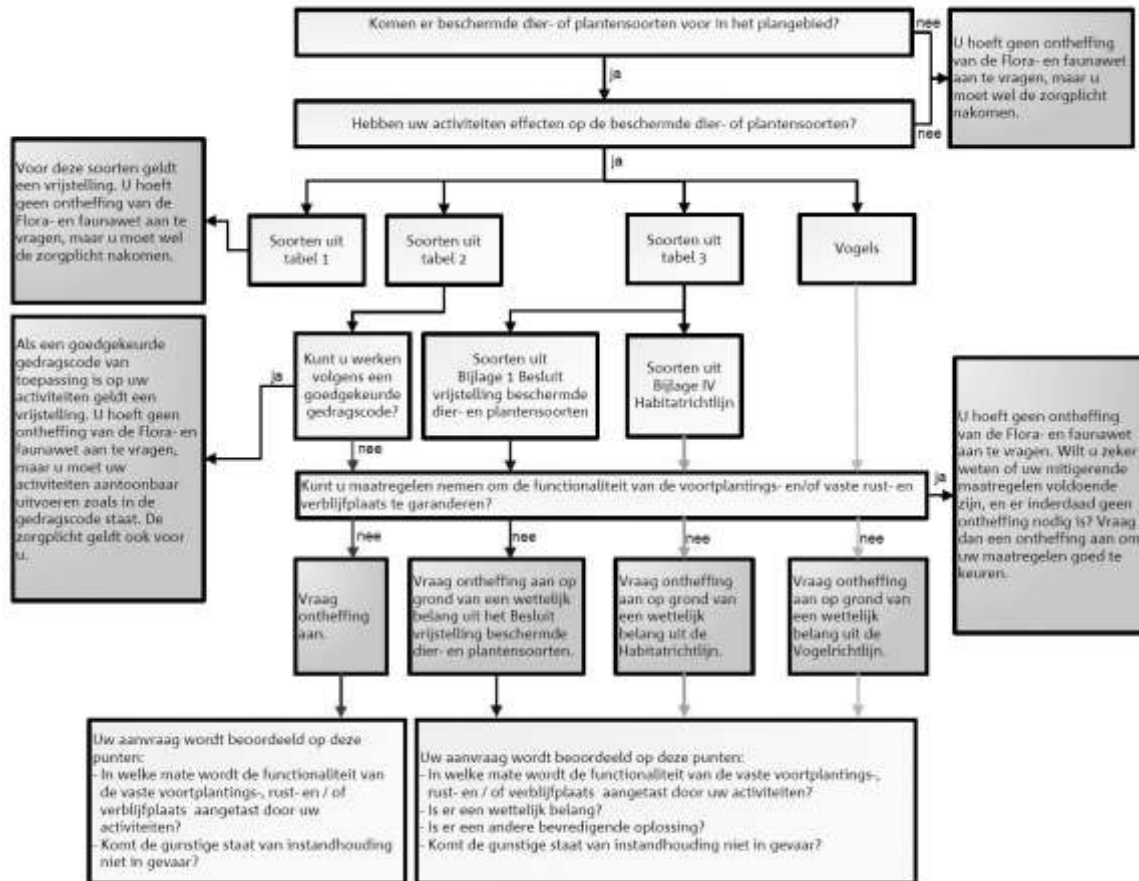 Komen er beschermde dier- of plantensoorten voor in het plangebied?
nee
U hoeft geen ontheffing
van de Flora- en faunawet
aan te vragen, maar u
moet wel de zorgplicht
nakomen.
ja
Hebben uw activiteiten effecten op de beschermde dier- of plantensoorten?
nee
ja
Voor deze soorten geldt
een vrijstelling. U hoeft
geen ontheffing van de
Flora- en faunawet aan te
vragen, maar u moet wel
de zorgplicht nakomen.
Soorten uit
tabel 1
Soorten uit
tabel 2
Soorten uit
tabel 3
Vogels
Als een goedgekeurde
gedragscode van
toepassing is op uw
activiteiten geldt een
vrijstelling. U hoeft geen
ontheffing van de Flora- en
faunawet aan te vragen,
maar u moet uw
activiteiten aantoonbaar
uitvoeren zoals in de
gedragscode staat. De
zorgplicht geldt ook voor
u.
ja
Kunt u werken
volgens een
goedgekeurde
gedragscode?
Soorten uit
Bijlage 1 Besluit
vrijstelling beschermde
dier- en plantensoorten
Soorten uit
Bijlage IV
Habitatrichtlijn
nee
Kunt u maatregelen nemen om de functionaliteit van de voortplantings- en/of vaste rust- en
verblijfplaats te garanderen?
ja
U hoeft geen ontheffing
van de Flora- en faunawet
aan te vragen. Wilt u zeker
weten of uw mitigerende
maatregelen voldoende
zijn, en er inderdaad geen
ontheffing nodig is? Vraag
dan een ontheffing aan om
uw maatregelen goed te
keuren.
nee
nee
nee
nee
Vraag
ontheffing
aan.
Vraag ontheffing aan op
grond van een wettelijk
belang uit het Besluit
vrijstelling beschermde
dier- en plantensoorten.
Vraag ontheffing
aan op grond van
een wettelijk
belang uit de
Habitatrichtlijn.
Vraag ontheffing
aan op grond van
een wettelijk
belang uit de
Vogelrichtlijn.
Uw aanvraag wordt beoordeeld op deze
punten:
- In welke mate wordt de functionaliteit van
de vaste voortplantings-, rust- en / of
verblijfplaats aangetast door uw
activiteiten?
- Komt de gunstige staat van instandhouding
niet in gevaar?
Uw aanvraag wordt beoordeeld op deze punten:
- In welke mate wordt de functionaliteit van de vaste voortplantings-,
rust- en / of verblijfplaats aangetast door uw activiteiten?
- Is er een wettelijk belang?
- Is er een andere bevredigende oplossing?
- Komt de gunstige staat van instandhouding niet in gevaar?